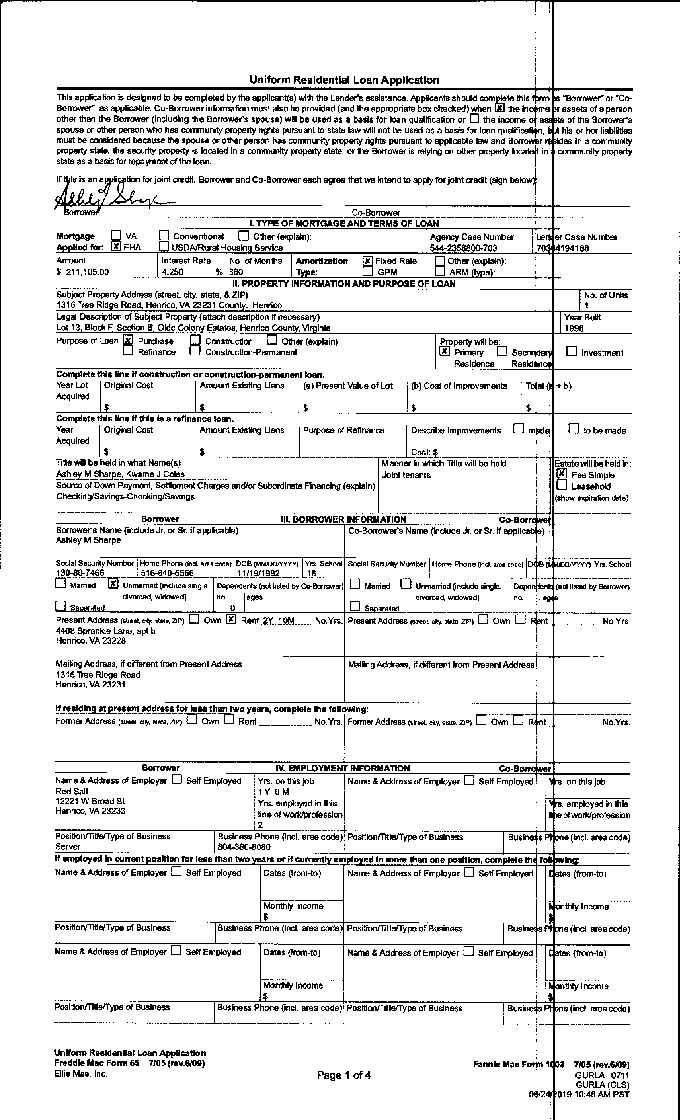 Uniform Residential Loan Application
This application is designed to be completed by the applicant(s) with the Lender's assistance. Applicants should complete this form as "Borrower" or "Co-
Borrower" as applicable. Co-Borrower information must also be provided (and the appropriate box checked) when ☒ the income or assets of a person
other than the Borrower (including the Borrower's spouse) will be used as a basis for loan qualification or ☐ the income or assets of the Borrower's
spouse or other person who has community property rights pursuant to state law will not be used as a basis for loan qualification, but his or her liabilities
must be considered because the spouse or other person has community property rights pursuant to applicable law and Borrower resides in a community
property state, the security property is located in a community property state, or the Borrower is relying on other property located in a community property
state as a basis for repayment of the loan.
If this is an application for joint credit, Borrower and Co-Borrower each agree that we intend to apply for joint credit (sign below):
Borrower Co-Borrower
I. TYPE OF MORTGAGE AND TERMS OF LOAN
Mortgage ☐ VA ☐ Conventional ☐ Other (explain): Agency Case Number Lender Case Number
Applied for: ☒ FHA ☐ USDA/Rural Housing Service
Amount Interest Rate No. of Months Amortization ☒ Fixed Rate ☐ Other (explain):
$ 211,105.00 4.250 % 360 Type: ☐ GPM ☐ ARM (type):
II. PROPERTY INFORMATION AND PURPOSE OF LOAN
Subject Property Address (street, city, state, & ZIP) No. of Units
1316 Tree Ridge Road, Henrico, VA 23231 County: Henrico 1
Legal Description of Subject Property (attach description if necessary) Year Built
Lot 13, Block F, Section B, Olde Colony Estates, Henrico County, Virginia
Purpose of Loan ☒ Purchase ☐ Construction ☐ Other (explain) Property will be:
☐ Refinance ☐ Construction-Permanent ☒ Primary Residence ☐ Secondary Residence ☐ Investment
Complete this line if construction or construction-permanent loan.
Year Lot Original Cost Amount Existing Liens (a) Present Value of Lot (b) Cost of Improvements Total (a + b)
Acquired
$ $ $ $ $
Complete this line if this is a refinance loan.
Year Original Cost Amount Existing Liens Purpose of Refinance Describe Improvements ☐ made ☐ to be made
Acquired
$ $ Cost: $
Title will be held in what Name(s) Manner in which Title will be held Estate will be held in:
Ashley M Sharpe, Kwame J Coles Joint tenants ☒ Fee Simple
Source of Down Payment, Settlement Charges and/or Subordinate Financing (explain) ☐ Leasehold
Checking/Savings-Checking/Savings (show expiration date)
Borrower III. BORROWER INFORMATION Co-Borrower
Borrower's Name (include Jr. or Sr. if applicable) Co-Borrower's Name (include Jr. or Sr. if applicable)
Ashley M Sharpe
Social Security Number Home Phone (incl. area code) DOB (MM/DD/YYYY) Yrs. School Social Security Number Home Phone (incl. area code) DOB (MM/DD/YYYY) Yrs. School
11/19/1992 16
☐ Married ☒ Unmarried (include single, divorced, widowed) Dependents (not listed by Co-Borrower) ☐ Married ☐ Unmarried (include single, divorced, widowed) Dependents (not listed by Borrower)
no. ages no. ages
☐ Separated 0 ☐ Separated
Present Address (street, city, state, ZIP) ☐ Own ☒ Rent 2Y 10M No.Yrs. Present Address (street, city, state, ZIP) ☐ Own ☐ Rent No.Yrs.
Lane, apt b
Henrico, VA 23228
Mailing Address, if different from Present Address Mailing Address, if different from Present Address
1316 Tree Ridge Road
Henrico, VA 23231
If residing at present address for less than two years, complete the following:
Former Address (street, city, state, ZIP) ☐ Own ☐ Rent No.Yrs. Former Address (street, city, state, ZIP) ☐ Own ☐ Rent No.Yrs.
Borrower IV. EMPLOYMENT INFORMATION Co-Borrower
Name & Address of Employer ☐ Self Employed Yrs. on this job Name & Address of Employer ☐ Self Employed Yrs. on this job
12221 W Broad St Yrs. employed in this line of work/profession Yrs. employed in this line of work/profession
Henrico, VA 23233
2
Position/Title/Type of Business Business Phone (incl. area code) Position/Title/Type of Business Business Phone (incl. area code)
Server
If employed in current position for less than two years or if currently employed in more than one position, complete the following:
Name & Address of Employer ☐ Self Employed Dates (from-to) Name & Address of Employer ☐ Self Employed Dates (from-to)
Monthly Income Monthly Income
$ $
Position/Title/Type of Business Business Phone (incl. area code) Position/Title/Type of Business Business Phone (incl. area code)
Name & Address of Employer ☐ Self Employed Dates (from-to) Name & Address of Employer ☐ Self Employed Dates (from-to)
Monthly Income Monthly Income
$ $
Position/Title/Type of Business Business Phone (incl. area code) Position/Title/Type of Business Business Phone (incl. area code)
Uniform Residential Loan Application
Freddie Mac Form 65 7/05 (rev.6/09) Fannie Mae Form 1003 7/05 (rev.6/09)
Ellie Mae, Inc. Page 1 of 4 GURLA 0711
GURLA (CLS)
06/24/2019 10:46 AM PST